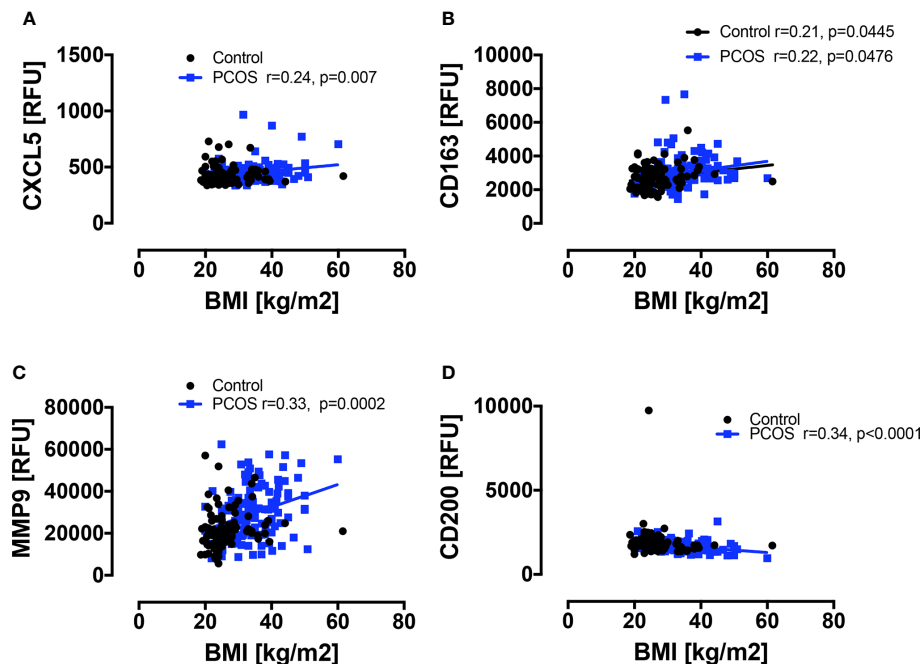 A
Control
PCOS r=0.24, p=0.007
CXCL5 [RFU]
1500
1000
500
0
0 20 40 60 80
BMI [kg/m2]
B
Control r=0.21, p=0.0445
PCOS r=0.22, p=0.0476
CD163 [RFU]
10000
8000
6000
4000
2000
0
0 20 40 60 80
BMI [kg/m2]
C
Control
PCOS r=0.33, p=0.0002
MMP9 [RFU]
80000
60000
40000
20000
0
0 20 40 60 80
BMI [kg/m2]
D
Control
PCOS r=0.34, p<0.0001
CD200 [RFU]
10000
5000
0
0 20 40 60 80
BMI [kg/m2]